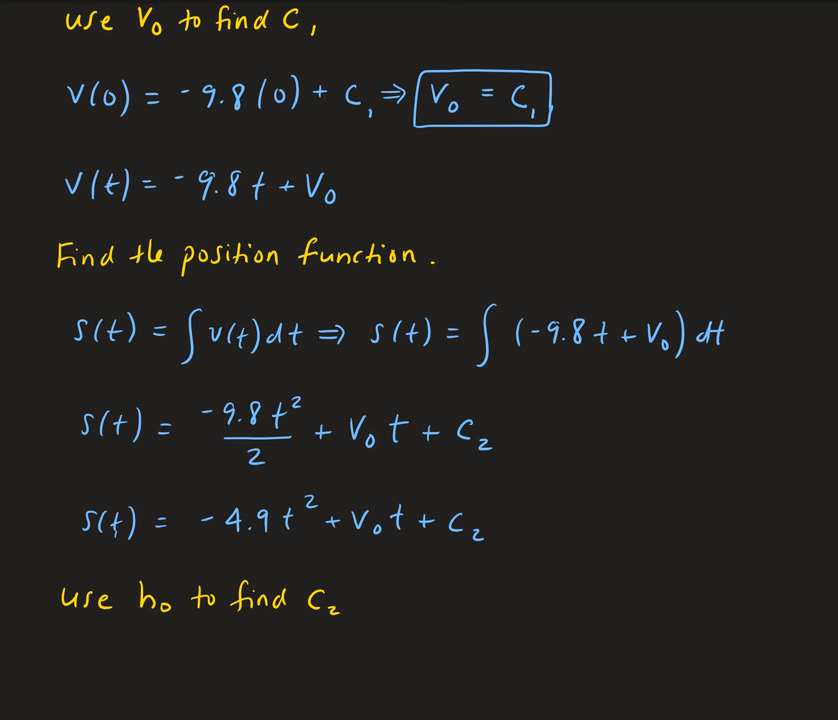 use V₀ to find C₁
V(0) = -9.8(0) + C₁ ⇒ V₀ = C₁
V(t) = -9.8t + V₀
Find the position function.
s(t) = ∫v(t)dt ⇒ s(t) = ∫(-9.8t + V₀)dt
s(t) = -9.8t²/2 + V₀t + C₂
s(t) = -4.9t² + V₀t + C₂
use h₀ to find C₂